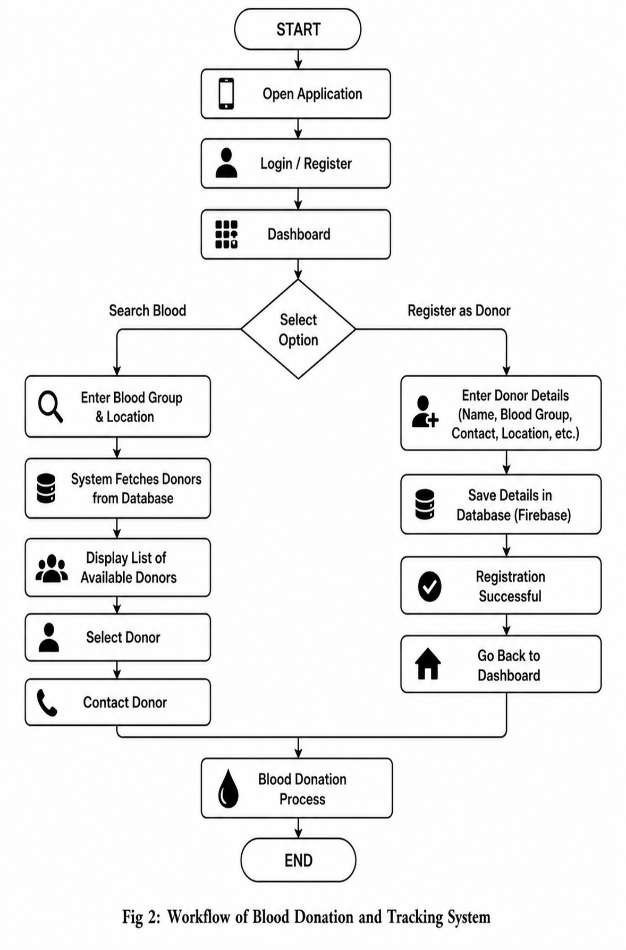 START
Open Application
Login / Register
Dashboard
Select
Option
Search Blood
Register as Donor
Enter Blood Group
& Location
System Fetches Donors
from Database
Display List of
Available Donors
Select Donor
Contact Donor
Enter Donor Details
(Name, Blood Group,
Contact, Location, etc.)
Save Details in
Database (Firebase)
Registration
Successful
Go Back to
Dashboard
Blood Donation
Process
END
Fig 2: Workflow of Blood Donation and Tracking System